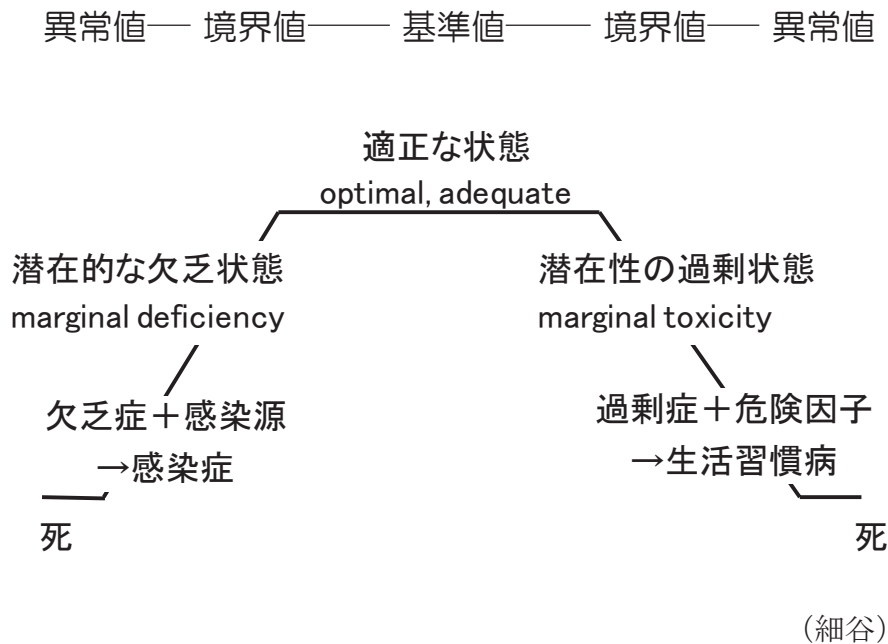 異常値── 境界値─── 基準値─── 境界値── 異常値
適正な状態
optimal, adequate
潜在的な欠乏状態
marginal deficiency
潜在性の過剰状態
marginal toxicity
欠乏症＋感染源
→感染症
過剰症＋危険因子
→生活習慣病
死
死
（細谷）